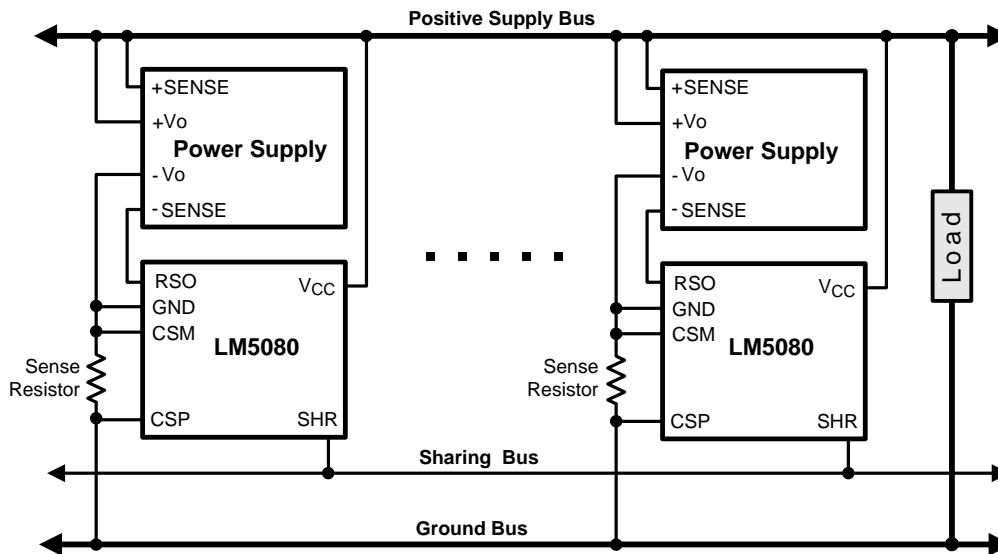 Positive Supply Bus
+SENSE
+Vo
Power Supply
- Vo
- SENSE
RSO
VCC
GND
CSM
LM5080
Sense
Resistor
CSP
SHR
+SENSE
+Vo
Power Supply
- Vo
- SENSE
RSO
VCC
GND
CSM
LM5080
Sense
Resistor
CSP
SHR
Load
Sharing Bus
Ground Bus